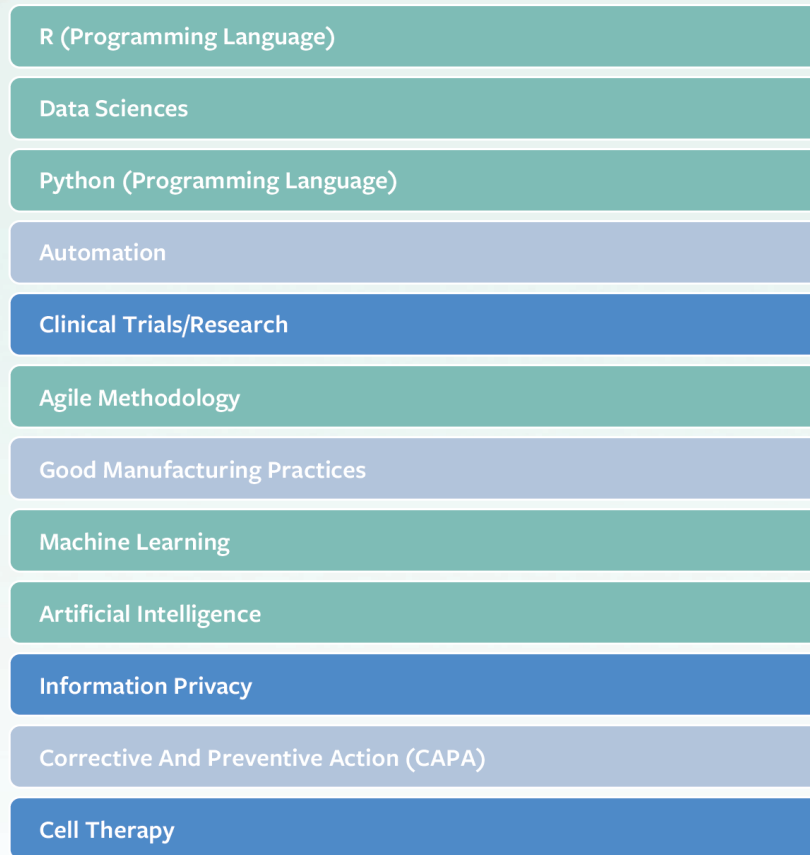 R (Programming Language)
Data Sciences
Python (Programming Language)
Automation
Clinical Trials/Research
Agile Methodology
Good Manufacturing Practices
Machine Learning
Artificial Intelligence
Information Privacy
Corrective And Preventive Action (CAPA)
Cell Therapy